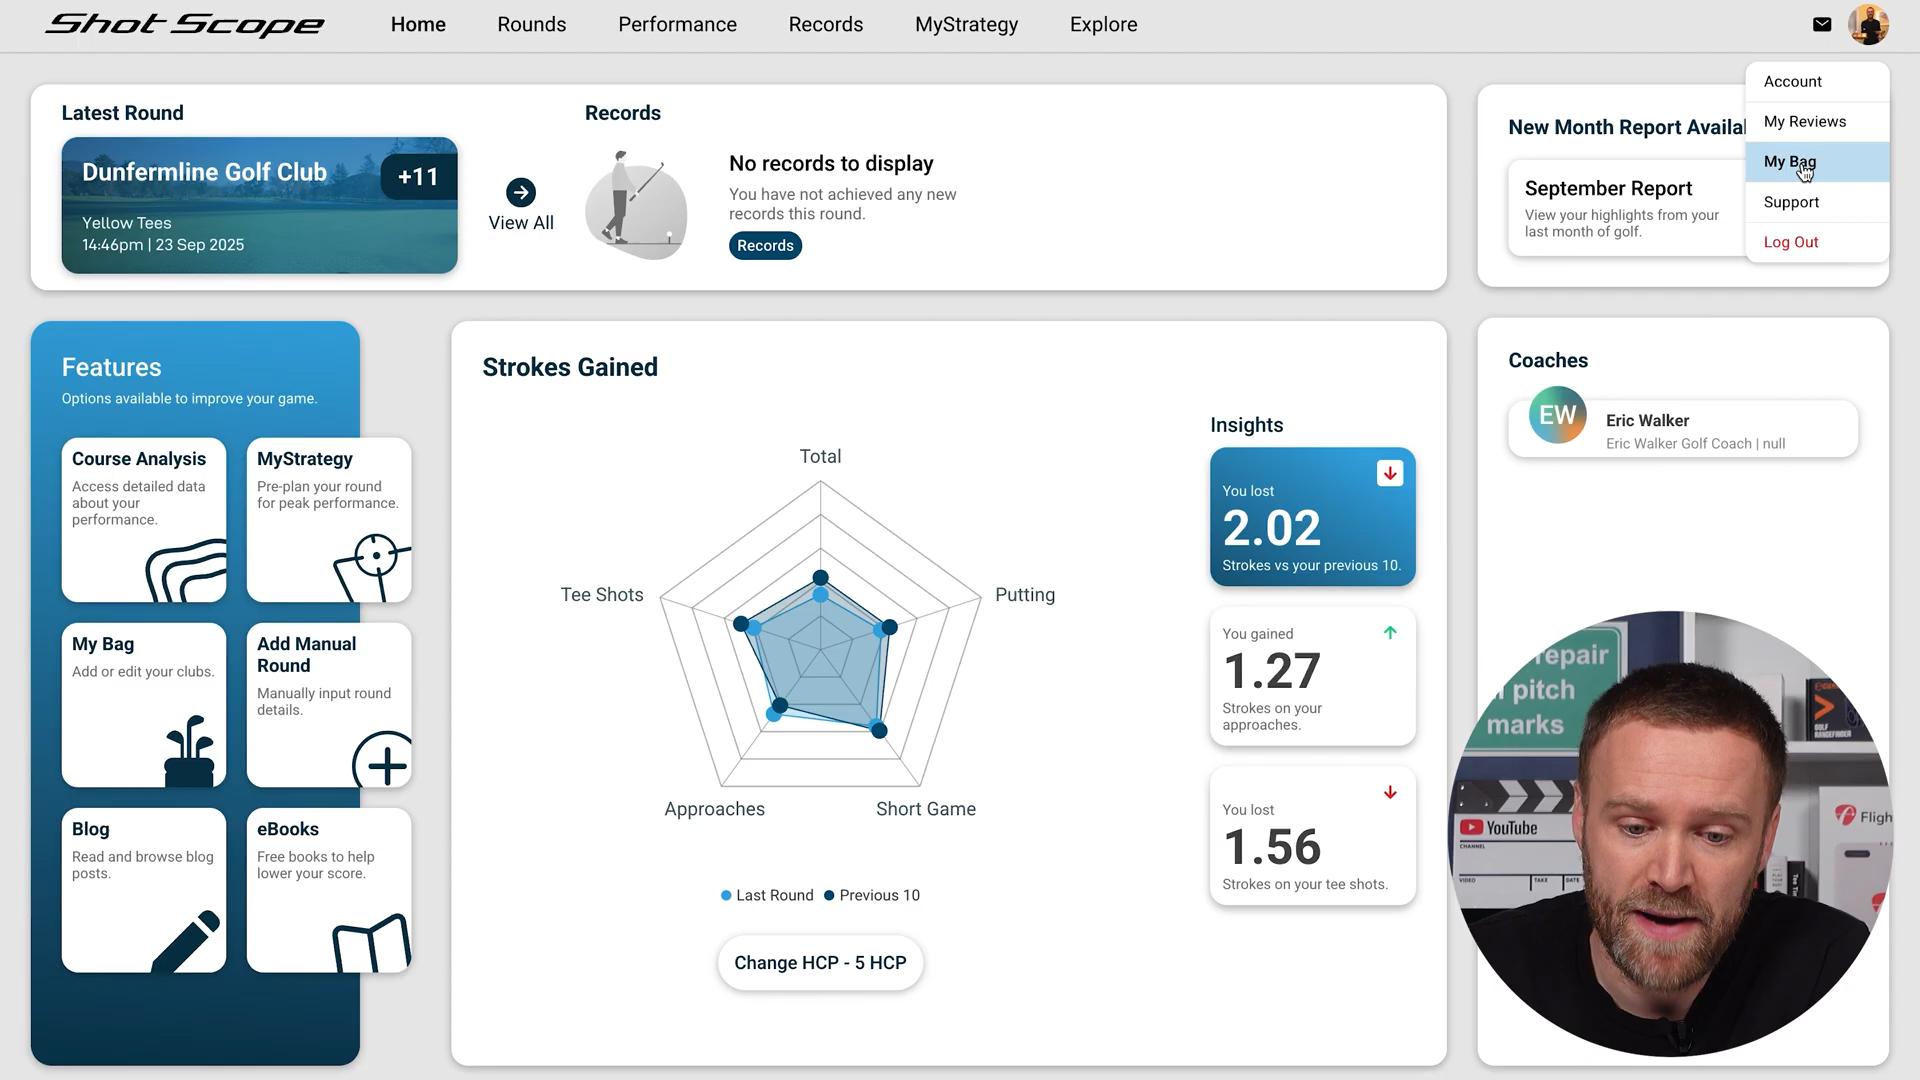 Shot Scope
Home
Rounds
Performance
Records
MyStrategy
Explore
Account
My Reviews
My Bag
Support
Log Out
Latest Round
Dunfermline Golf Club
+11
Yellow Tees
14:46pm | 23 Sep 2025
View All
Records
No records to display
You have not achieved any new
records this round.
Records
New Month Report Availa
September Report
View your highlights from your
last month of golf.
Features
Options available to improve your game.
Course Analysis
Access detailed data
about your
performance.
MyStrategy
Pre-plan your round
for peak performance.
My Bag
Add or edit your clubs.
Add Manual
Round
Manually input round
details.
Blog
Read and browse blog
posts.
eBooks
Free books to help
lower your score.
Strokes Gained
Total
Tee Shots
Putting
Approaches
Short Game
Last Round
Previous 10
Change HCP - 5 HCP
Insights
You lost
2.02
Strokes vs your previous 10.
You gained
1.27
Strokes on your
approaches.
You lost
1.56
Strokes on your tee shots.
Coaches
EW
Eric Walker
Eric Walker Golf Coach | null
repair
pitch
marks
YouTube
CHANNEL
VIDEO
TAKE
DATE
Fligh